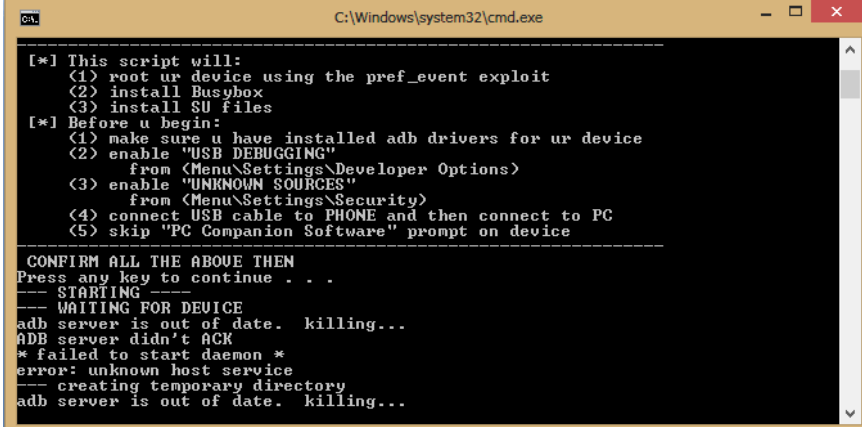 C:\Windows\system32\cmd.exe
[*] This script will:
(1) root ur device using the pref_event exploit
(2) install Busybox
(3) install SU files
[*] Before u begin:
(1) make sure u have installed adb drivers for ur device
(2) enable "USB DEBUGGING"
from (Menu\Settings\Developer Options)
(3) enable "UNKNOWN SOURCES"
from (Menu\Settings\Security)
(4) connect USB cable to PHONE and then connect to PC
(5) skip "PC Companion Software" prompt on device
CONFIRM ALL THE ABOVE THEN
Press any key to continue . . .
--- STARTING ----
--- WAITING FOR DEVICE
adb server is out of date.  killing...
ADB server didn't ACK
* failed to start daemon *
error: unknown host service
--- creating temporary directory
adb server is out of date.  killing...